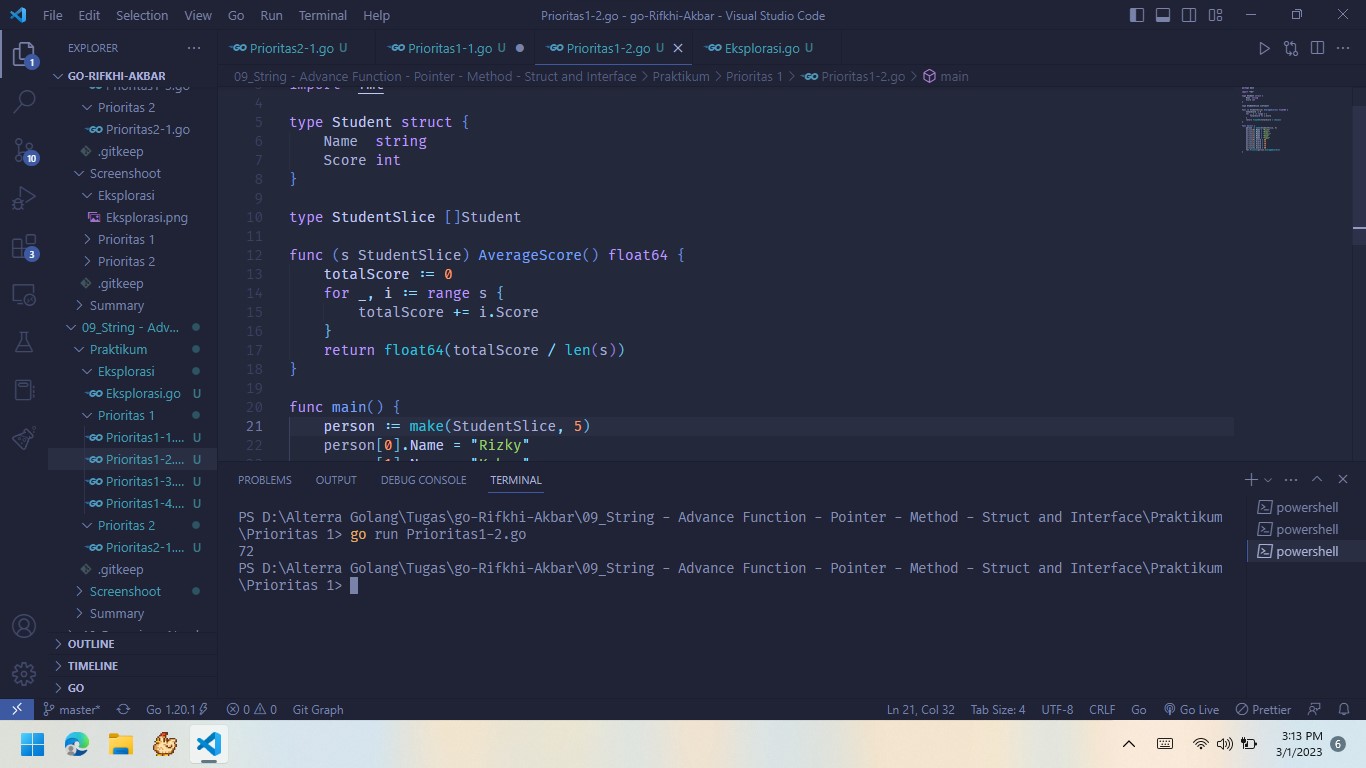 File Edit Selection View Go Run Terminal Help Prioritas1-2.go - go-Rifkhi-Akbar - Visual Studio Code
EXPLORER
GO-RIFKHI-AKBAR
Prioritas 2
Prioritas2-1.go
.gitkeep
Screenshoot
Eksplorasi
Eksplorasi.png
Prioritas 1
Prioritas 2
.gitkeep
Summary
09_String - Adv...
Praktikum
Eksplorasi
Eksplorasi.go U
Prioritas 1
Prioritas1-1.... U
Prioritas1-2.... U
Prioritas1-3.... U
Prioritas1-4.... U
Prioritas 2
Prioritas2-1.... U
.gitkeep
Screenshoot
Summary
OUTLINE
TIMELINE
GO
1
10
3
Prioritas2-1.go U Prioritas1-1.go U Prioritas1-2.go U Eksplorasi.go U
09_String - Advance Function - Pointer - Method - Struct and Interface > Praktikum > Prioritas 1 > Prioritas1-2.go > main
4
5 type Student struct {
6 Name string
7 Score int
8 }
9
10 type StudentSlice []Student
11
12 func (s StudentSlice) AverageScore() float64 {
13 totalScore := 0
14 for _, i := range s {
15 totalScore += i.Score
16 }
17 return float64(totalScore / len(s))
18 }
19
20 func main() {
21 person := make(StudentSlice, 5)
22 person[0].Name = "Rizky"
PROBLEMS OUTPUT DEBUG CONSOLE TERMINAL
PS D:\Alterra Golang\Tugas\go-Rifkhi-Akbar\09_String - Advance Function - Pointer - Method - Struct and Interface\Praktikum
\Prioritas 1> go run Prioritas1-2.go
72
PS D:\Alterra Golang\Tugas\go-Rifkhi-Akbar\09_String - Advance Function - Pointer - Method - Struct and Interface\Praktikum
\Prioritas 1>
powershell
powershell
powershell
master* Go 1.20.1 0 0 Git Graph Ln 21, Col 32 Tab Size: 4 UTF-8 CRLF Go Go Live Prettier
3:13 PM
3/1/2023 6